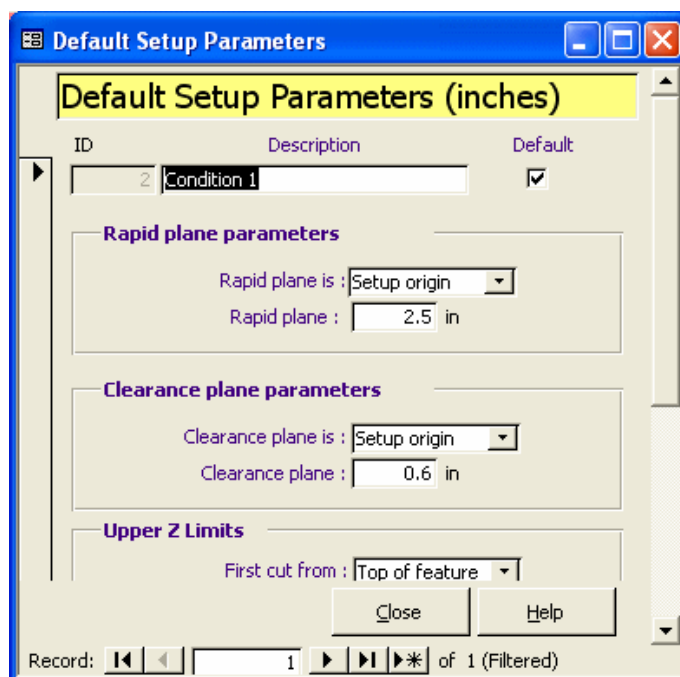 Default Setup Parameters
Default Setup Parameters (inches)
ID Description Default
2 Condition 1
Rapid plane parameters
Rapid plane is : Setup origin
Rapid plane : 2.5 in
Clearance plane parameters
Clearance plane is : Setup origin
Clearance plane : 0.6 in
Upper Z Limits
First cut from : Top of feature
Close Help
Record: 1 of 1 (Filtered)